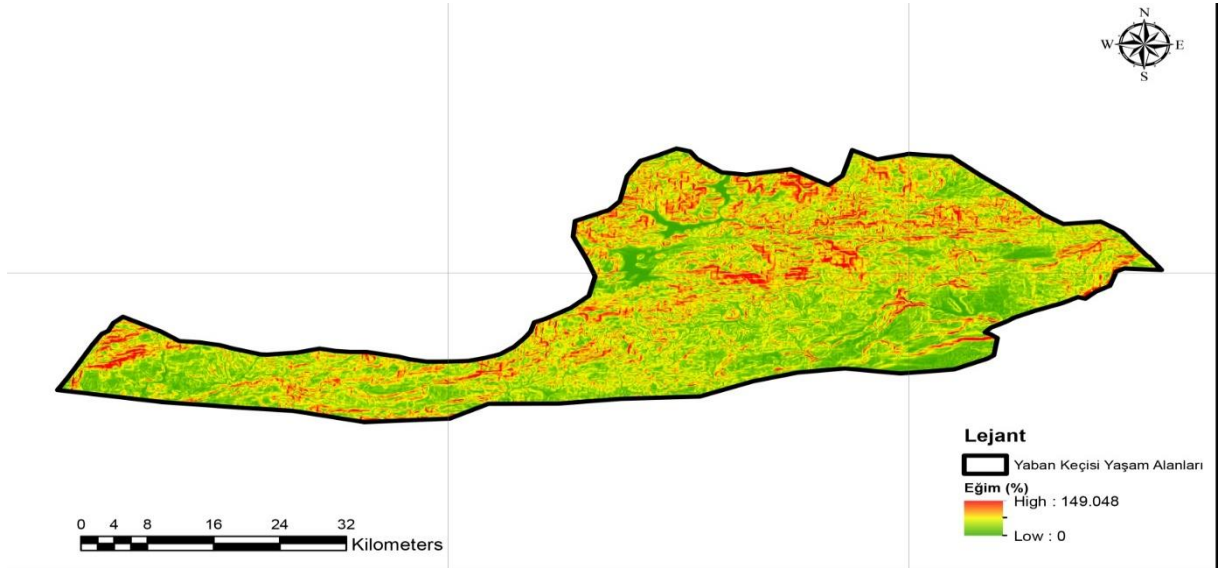 N
W E
S
Lejant
Yaban Keçisi Yaşam Alanları
Eğim (%)
High : 149.048
Low : 0
0 4 8 16 24 32
Kilometers